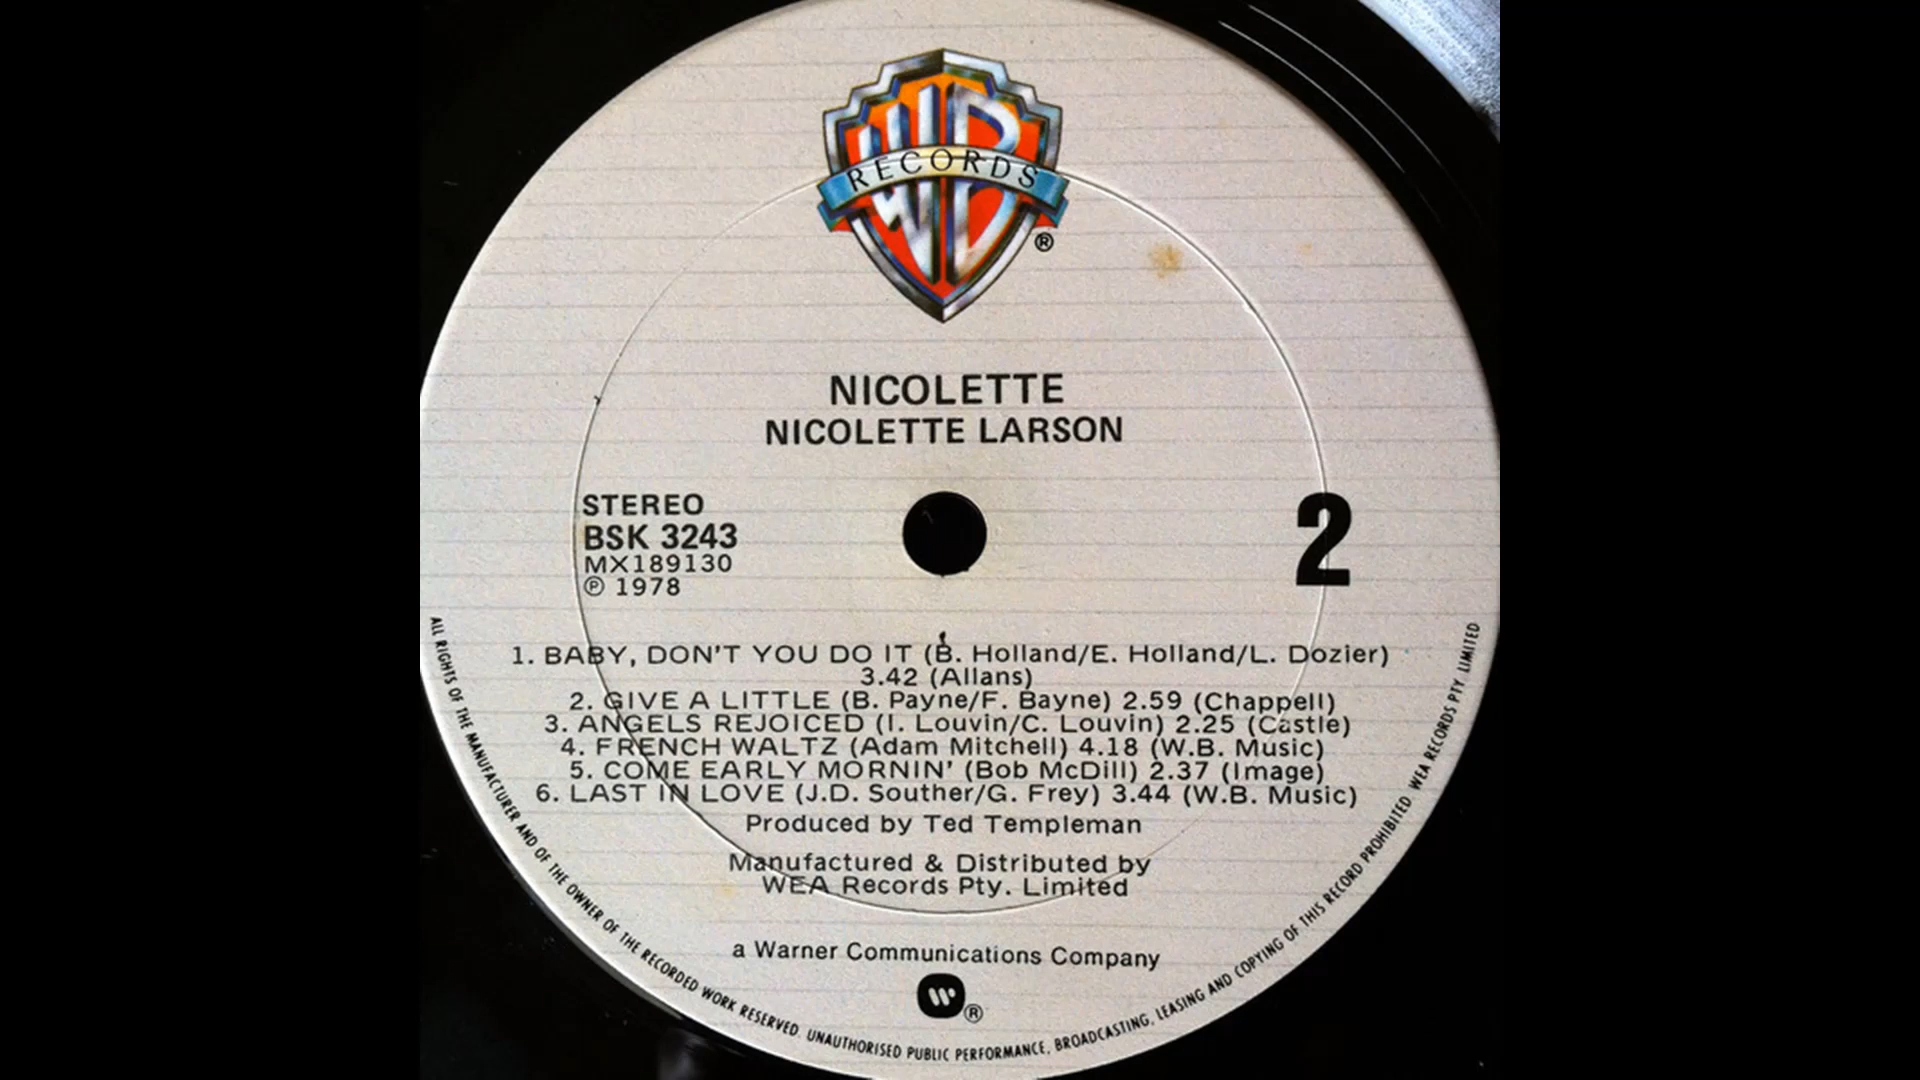 WB
RECORDS
®
NICOLETTE
NICOLETTE LARSON
STEREO
BSK 3243
MX189130
℗ 1978
2
1. BABY, DON'T YOU DO IT (B. Holland/E. Holland/L. Dozier)
3.42 (Allans)
2. GIVE A LITTLE (B. Payne/F. Bayne) 2.59 (Chappell)
3. ANGELS REJOICED (I. Louvin/C. Louvin) 2.25 (Castle)
4. FRENCH WALTZ (Adam Mitchell) 4.18 (W.B. Music)
5. COME EARLY MORNIN' (Bob McDill) 2.37 (Image)
6. LAST IN LOVE (J.D. Souther/G. Frey) 3.44 (W.B. Music)
Produced by Ted Templeman
Manufactured & Distributed by
WEA Records Pty. Limited
a Warner Communications Company
®
ALL RIGHTS OF THE MANUFACTURER AND OF THE OWNER OF THE RECORDED WORK RESERVED. UNAUTHORISED PUBLIC PERFORMANCE, BROADCASTING, LEASING AND COPYING OF THIS RECORD PROHIBITED. WEA RECORDS PTY. LIMITED